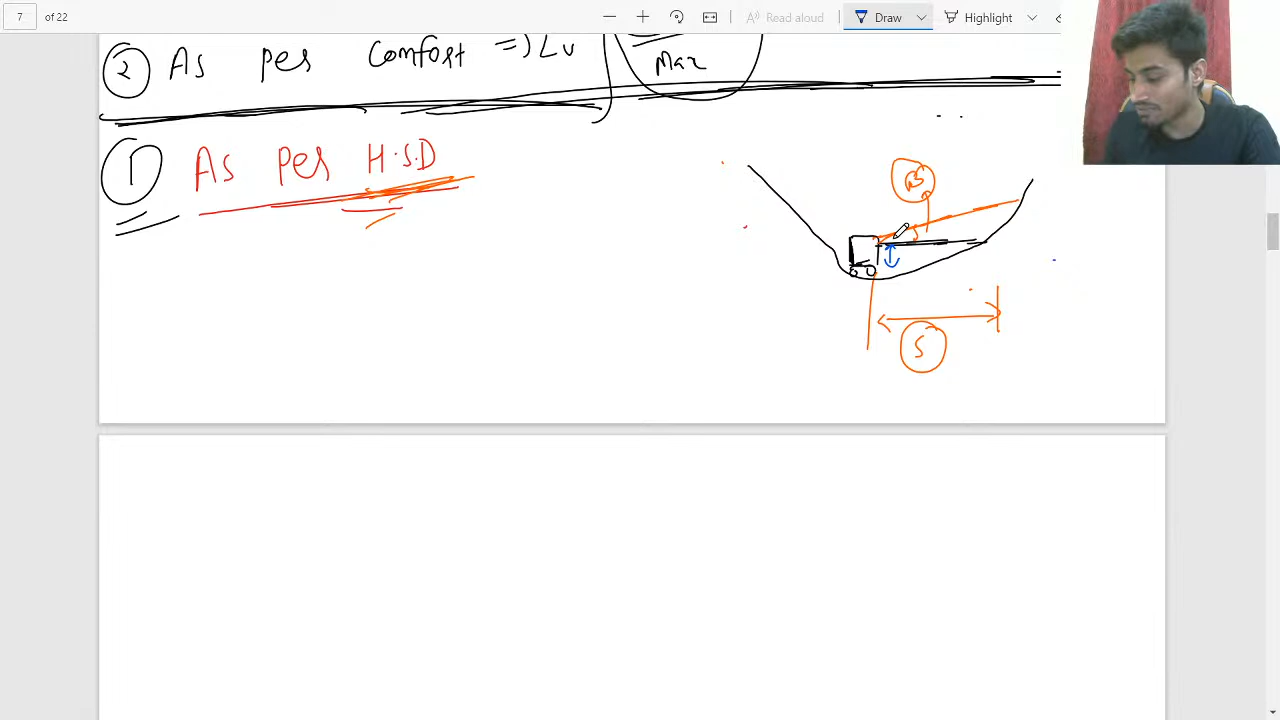 7 of 22
Read aloud
Draw
Highlight
2 As per Comfort => Lv
Max
1 As per H.S.D
S